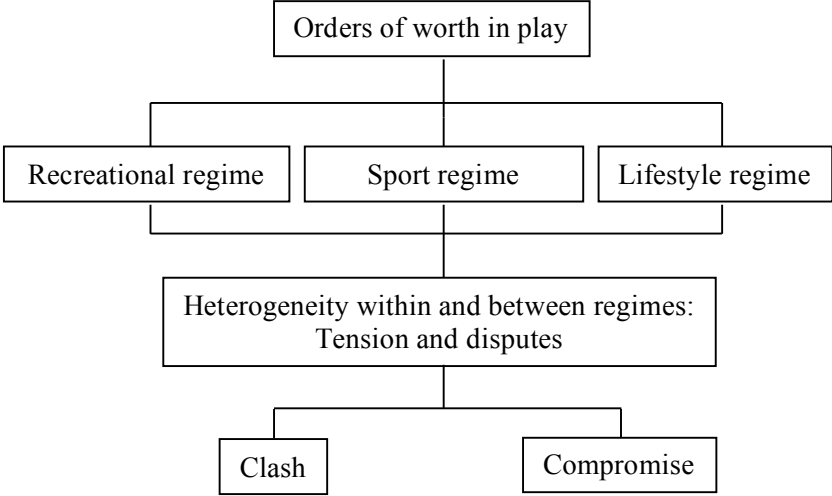 Orders of worth in play
Recreational regime
Sport regime
Lifestyle regime
Heterogeneity within and between regimes:
Tension and disputes
Clash
Compromise